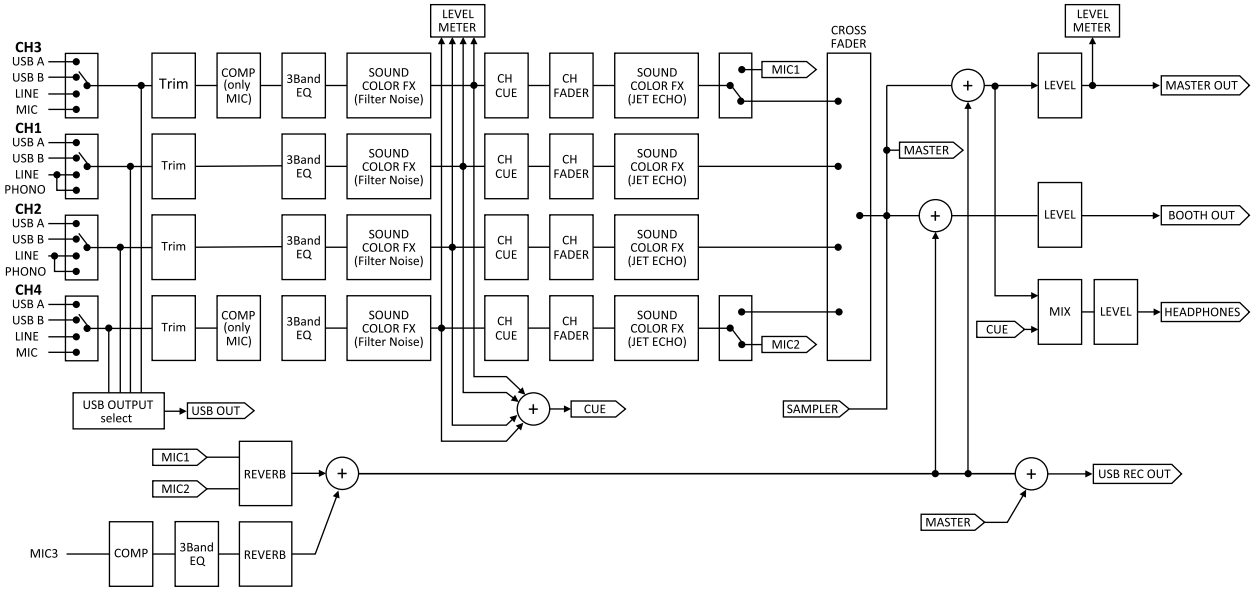 LEVEL
METER
LEVEL
METER
CROSS
FADER
CH3
USB A
USB B
LINE
MIC
Trim
COMP
(only
MIC)
3Band
EQ
SOUND
COLOR FX
(Filter Noise)
CH
CUE
CH
FADER
SOUND
COLOR FX
(JET ECHO)
MIC1
+
LEVEL
MASTER OUT
CH1
USB A
USB B
LINE
PHONO
Trim
3Band
EQ
SOUND
COLOR FX
(Filter Noise)
CH
CUE
CH
FADER
SOUND
COLOR FX
(JET ECHO)
MASTER
CH2
USB A
USB B
LINE
PHONO
Trim
3Band
EQ
SOUND
COLOR FX
(Filter Noise)
CH
CUE
CH
FADER
SOUND
COLOR FX
(JET ECHO)
+
LEVEL
BOOTH OUT
CH4
USB A
USB B
LINE
MIC
Trim
COMP
(only
MIC)
3Band
EQ
SOUND
COLOR FX
(Filter Noise)
CH
CUE
CH
FADER
SOUND
COLOR FX
(JET ECHO)
MIC2
CUE
MIX
LEVEL
HEADPHONES
USB OUTPUT
select
USB OUT
+
CUE
SAMPLER
MIC1
MIC2
REVERB
+
+
USB REC OUT
MASTER
MIC3
COMP
3Band
EQ
REVERB